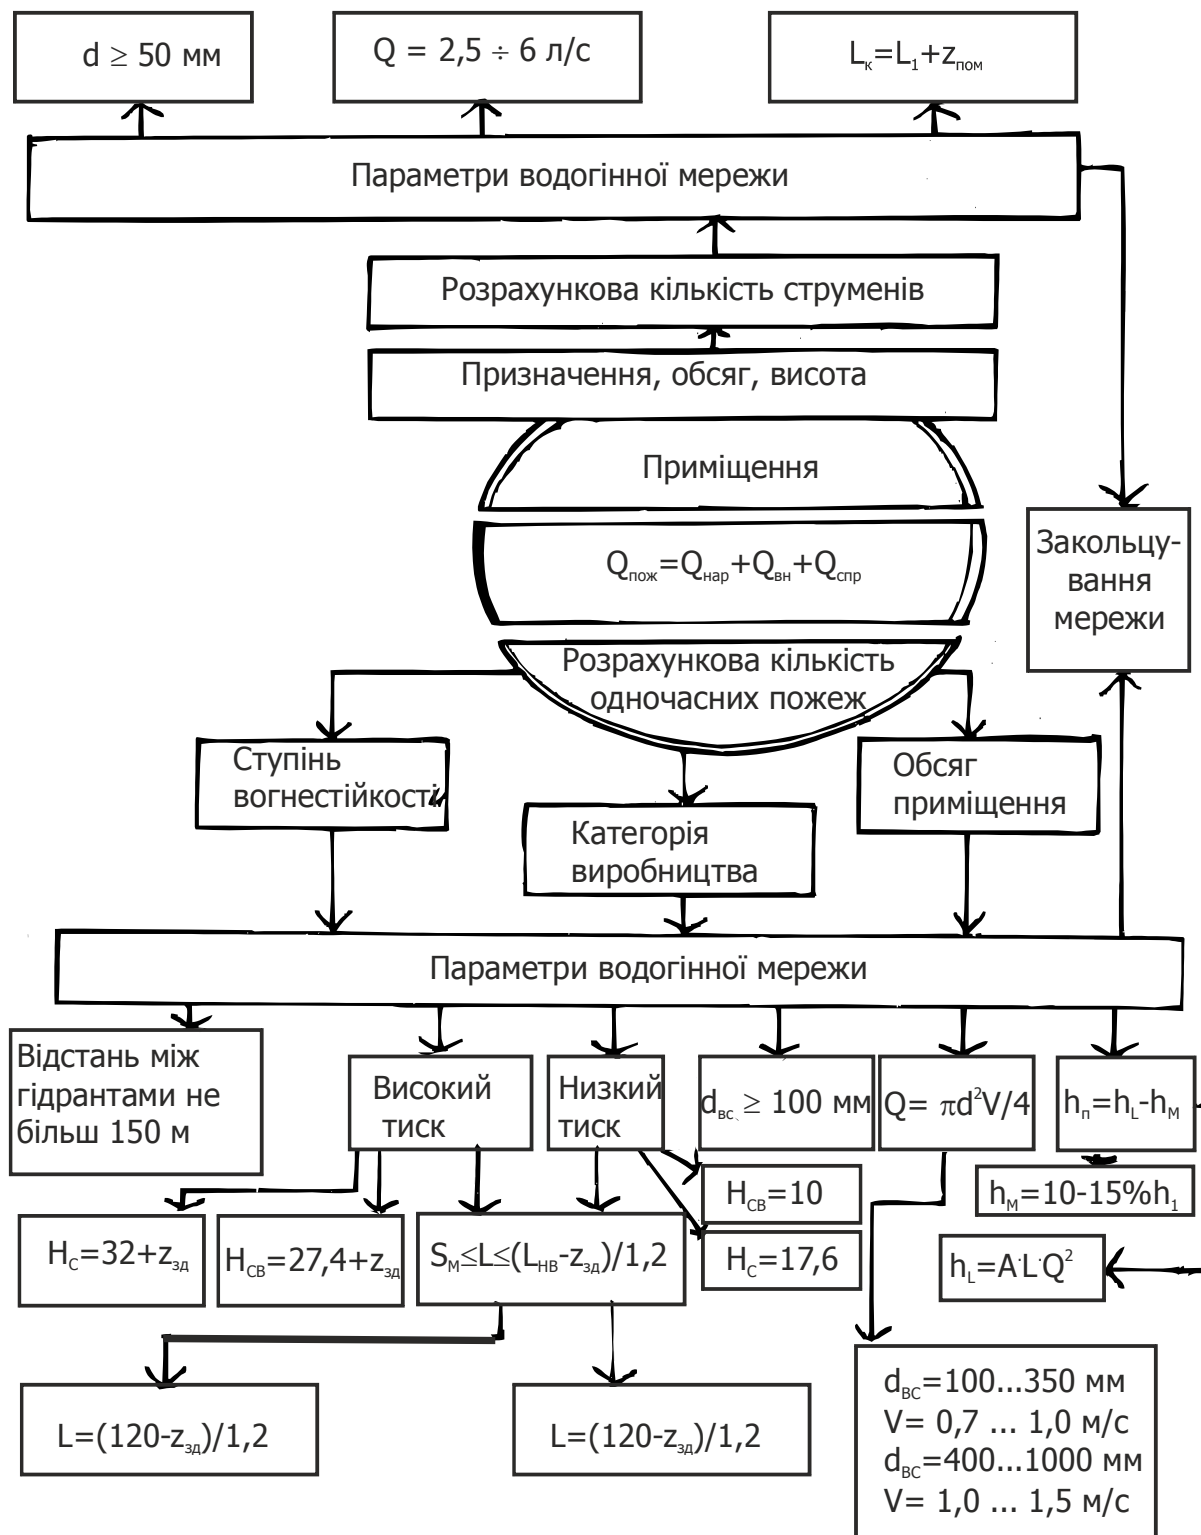 d ≥ 50 мм
Q = 2,5 ÷ 6 л/с
Lк=L1+zпом
Параметри водогінної мережи
Розрахункова кількість струменів
Призначення, обсяг, висота
Приміщення
Qпож=Qнар+Qвн+Qспр
Закольцу-
вання
мережи
Розрахункова кількість
одночасних пожеж
Ступінь
вогнестійкості
Обсяг
приміщення
Категорія
виробництва
Параметри водогінної мережи
Відстань між
гідрантами не
більш 150 м
Високий
тиск
Низкий
тиск
dвс ≥ 100 мм
Q= πd²V/4
hп=hL-hМ
HСВ=10
hМ=10-15%h1
HС=32+zзд
HСВ=27,4+zзд
SМ≤L≤(LНВ-zзд)/1,2
HС=17,6
hL=A·L·Q²
L=(120-zзд)/1,2
L=(120-zзд)/1,2
dВС=100...350 мм
V= 0,7 ... 1,0 м/с
dВС=400...1000 мм
V= 1,0 ... 1,5 м/с